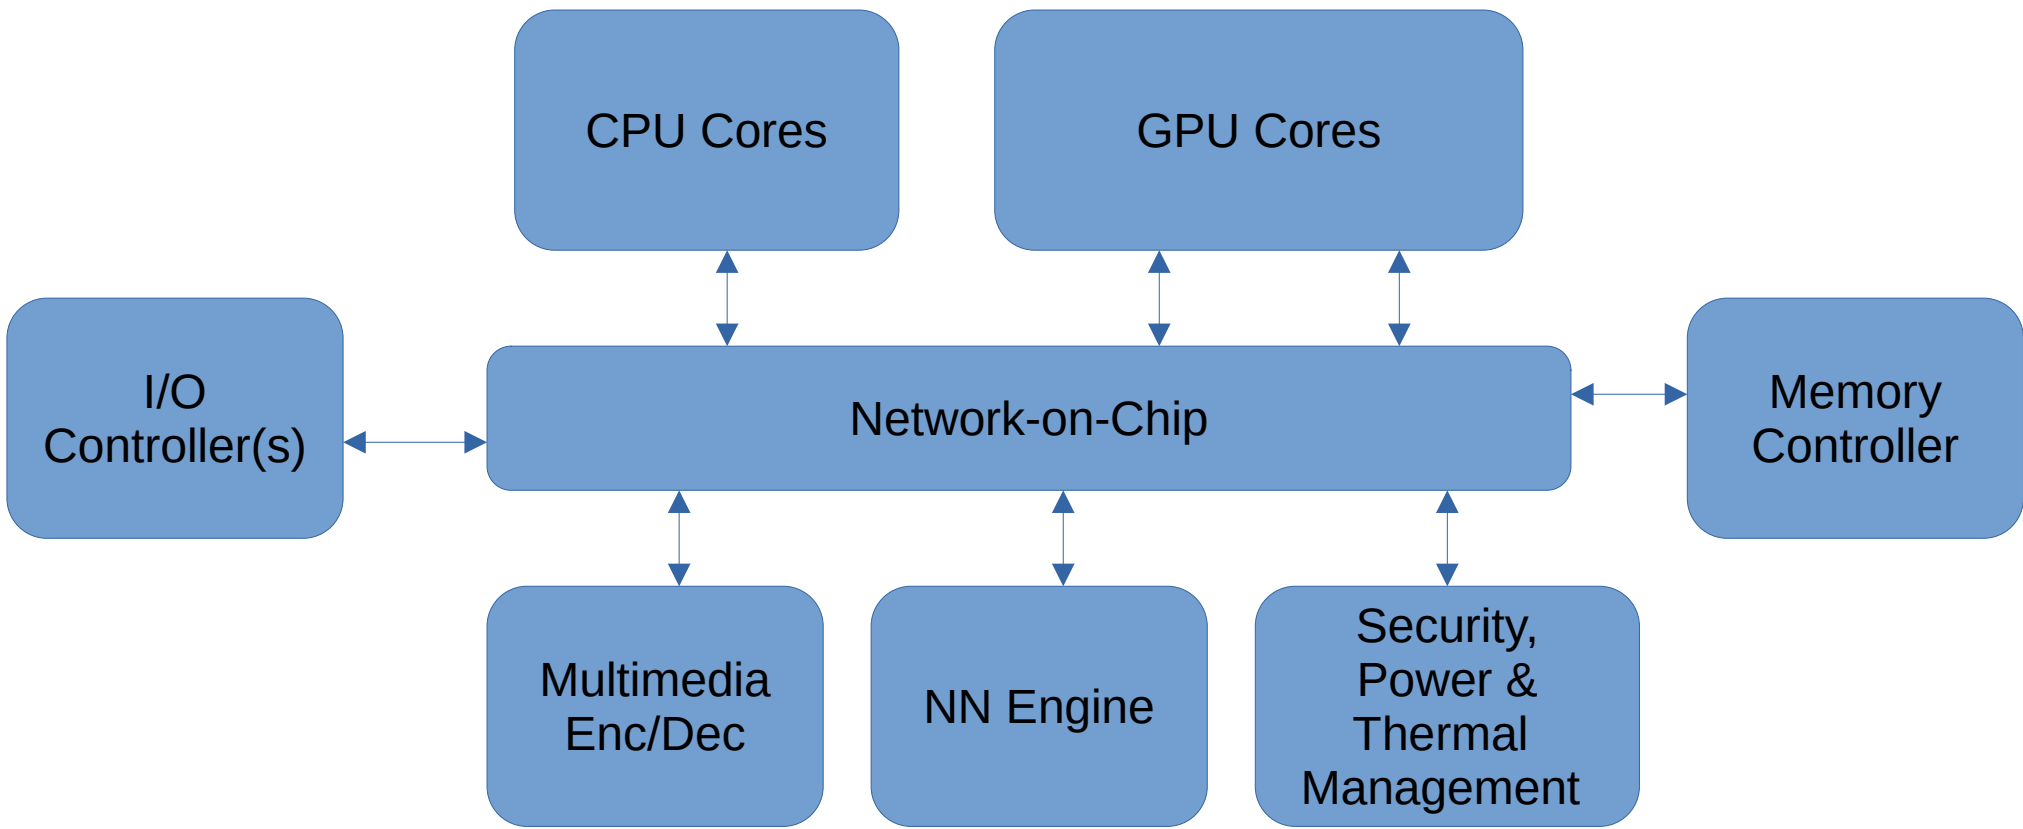 CPU Cores
GPU Cores
I/O
Controller(s)
Network-on-Chip
Memory
Controller
Multimedia
Enc/Dec
NN Engine
Security,
Power &
Thermal
Management